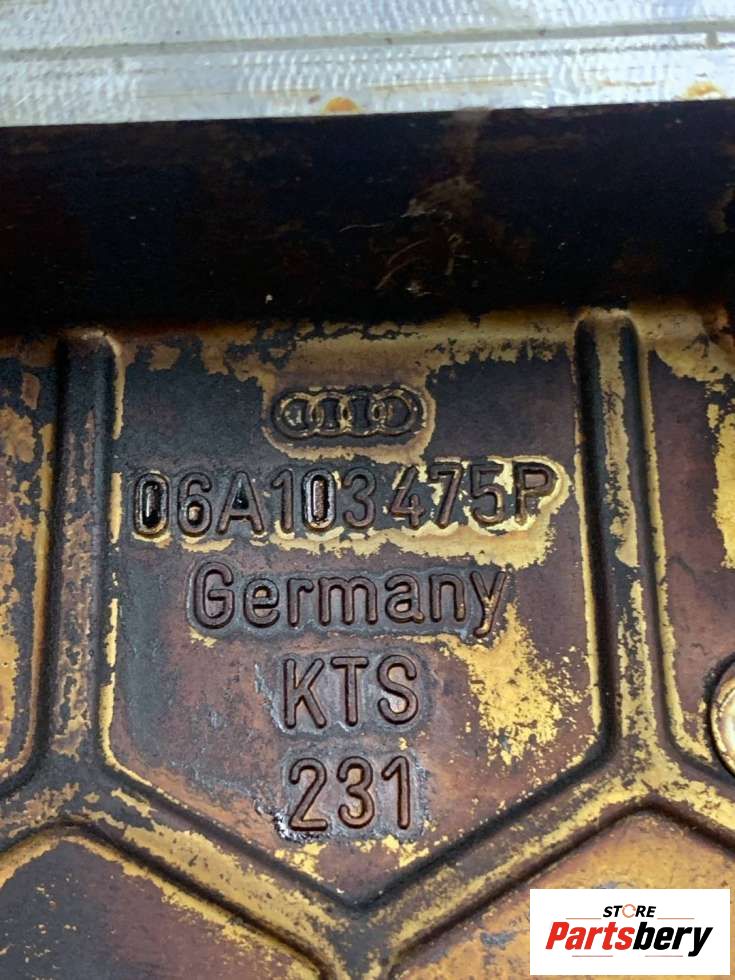 06A103475P
Germany
KTS
231
STORE
Partsbery